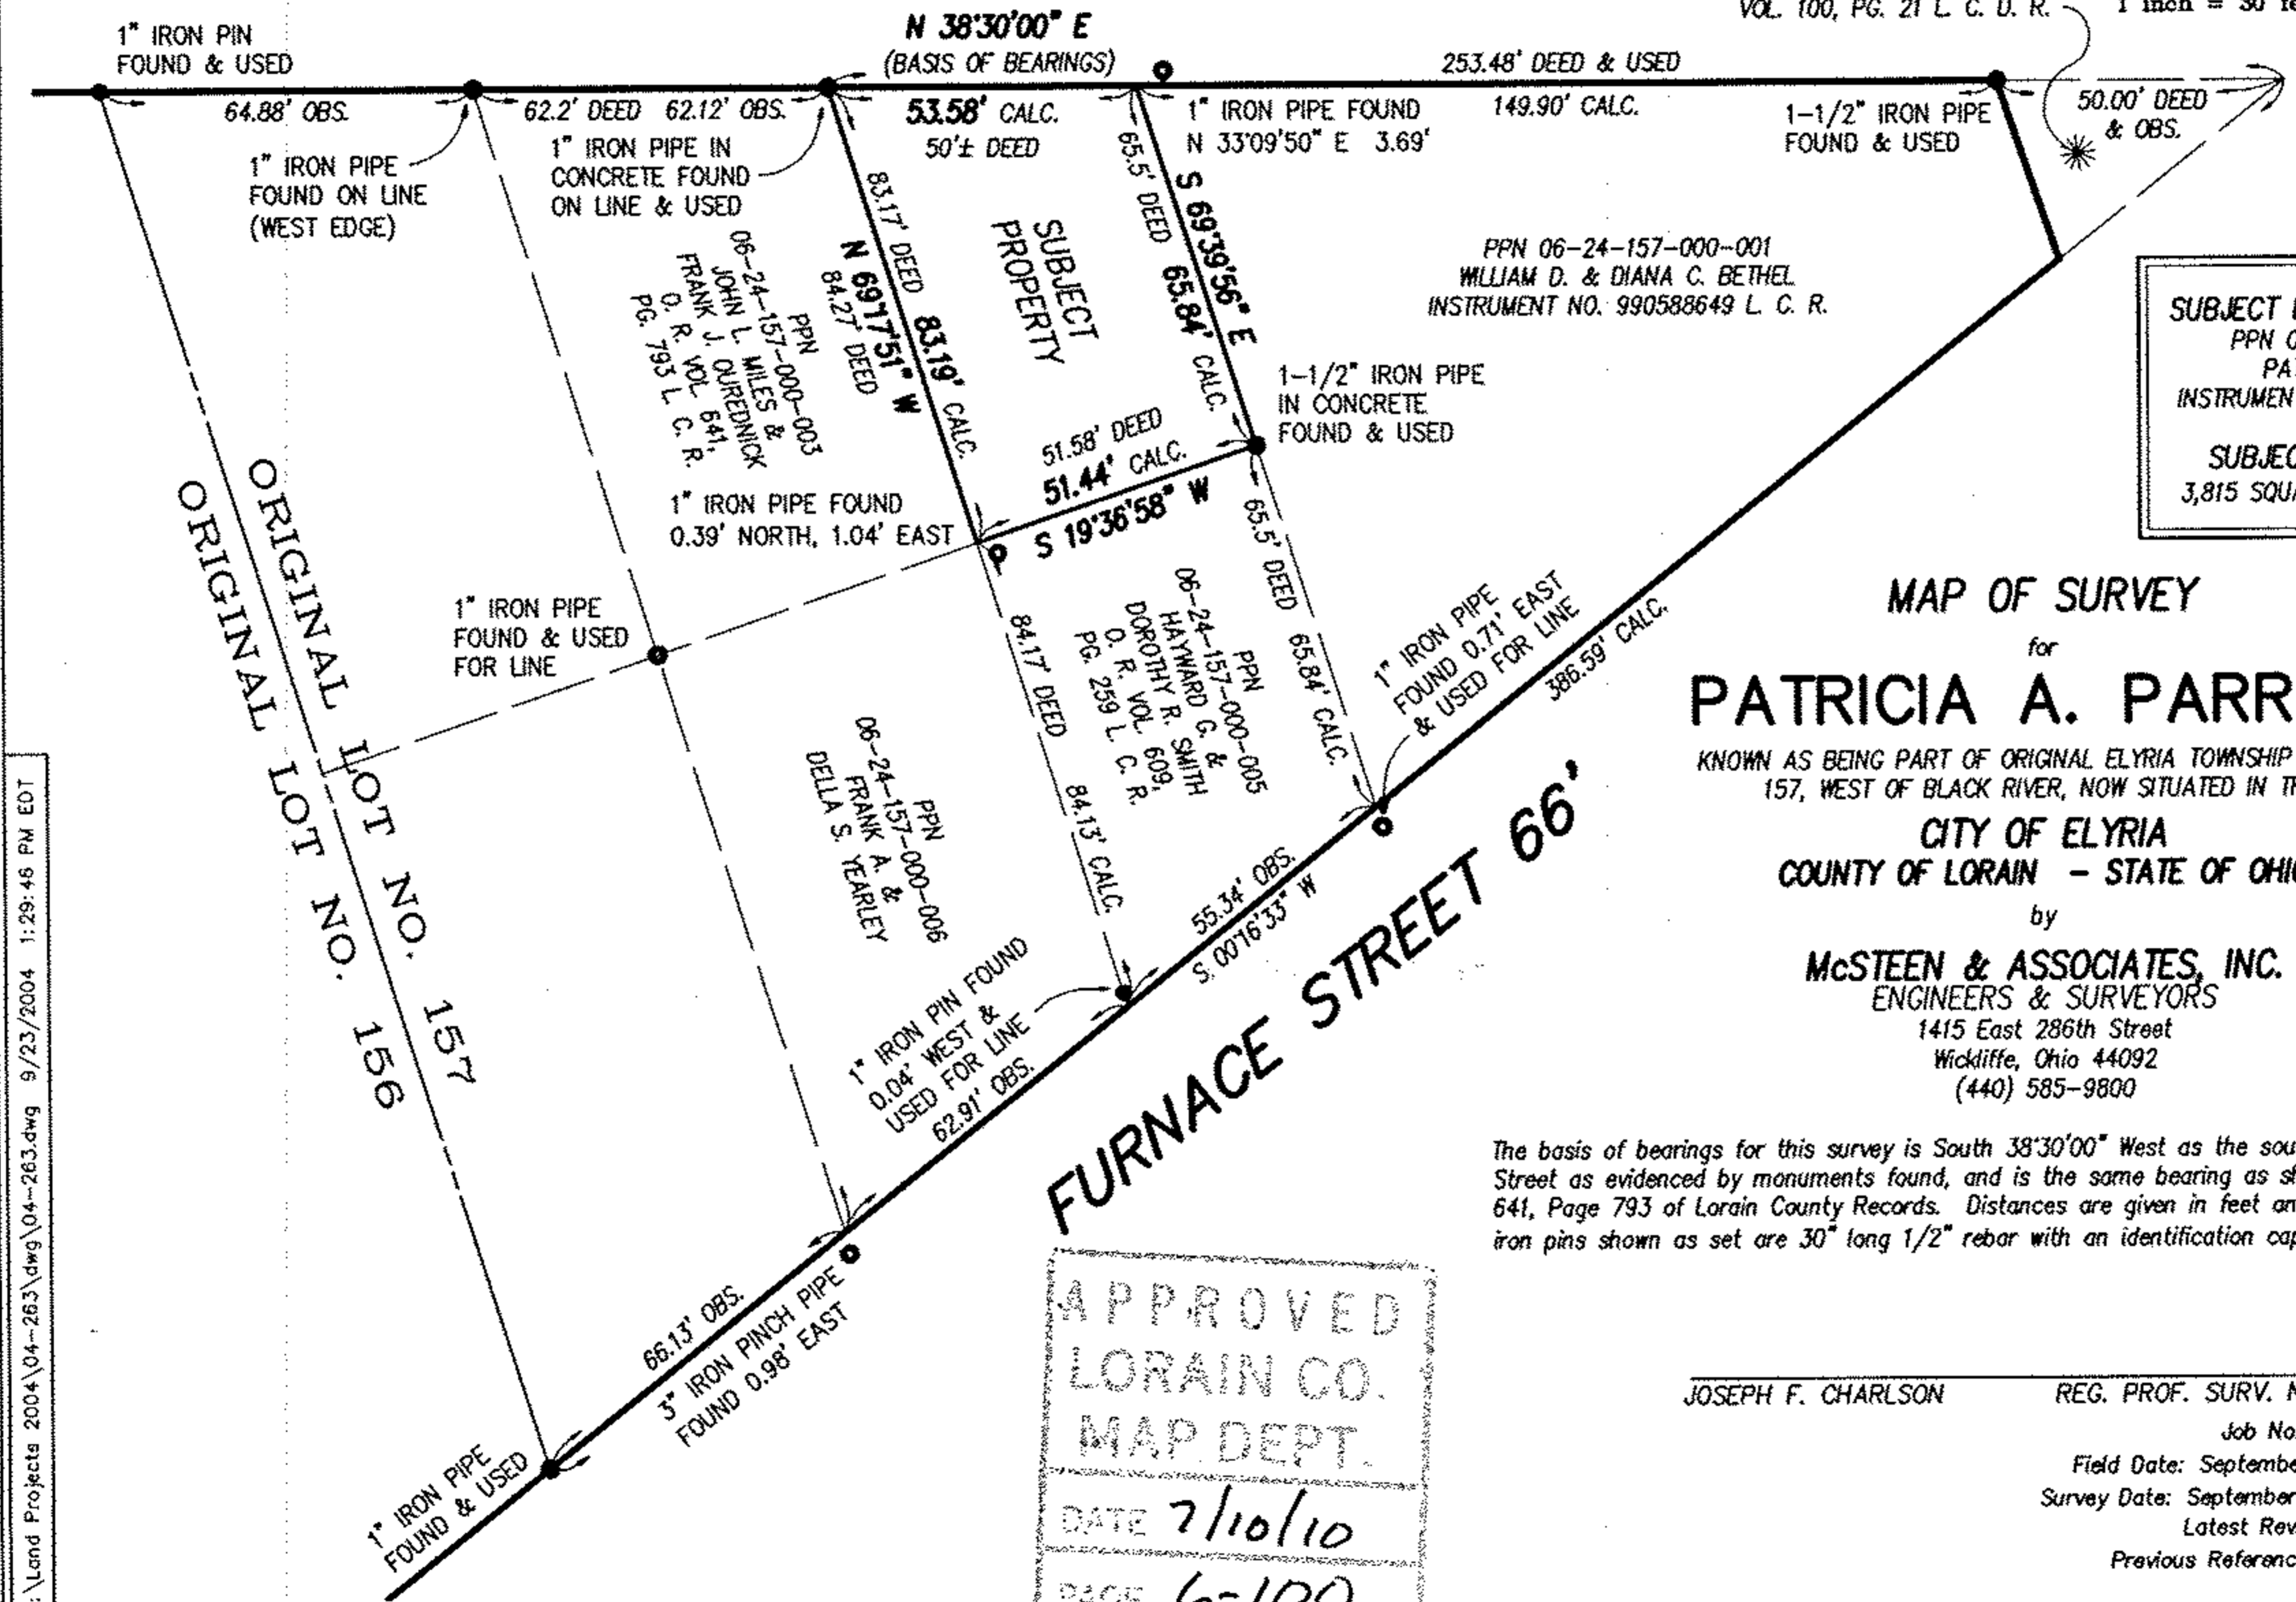 VOL. 100, PG. 21 L. C. D. R.
1 inch = 30
1" IRON PIN
FOUND & USED
N 38°30'00" E
(BASIS OF BEARINGS)
253.48' DEED & USED
64.88' OBS.
62.2' DEED 62.12' OBS.
53.58' CALC.
50'± DEED
1" IRON PIPE FOUND
N 33°09'50" E 3.69'
149.90' CALC.
1-1/2" IRON PIPE
FOUND & USED
50.00' DEED
& OBS.
1" IRON PIPE
FOUND ON LINE
(WEST EDGE)
1" IRON PIPE IN
CONCRETE FOUND
ON LINE & USED
83.17' DEED 83.19' CALC.
N 69°17'51" W
84.27' DEED
SUBJECT
PROPERTY
65.5' DEED 65.84' CALC.
S 69°39'56" E
PPN 06-24-157-000-001
WILLIAM D. & DIANA C. BETHEL
INSTRUMENT NO. 990588649 L. C. R.
PPN
06-24-157-000-003
JOHN L. MILES &
FRANK J. OUREDNICK
O. R. VOL 641,
PG. 793 L. C. R.
1-1/2" IRON PIPE
IN CONCRETE
FOUND & USED
51.58' DEED
51.44' CALC.
S 19°36'58" W
1" IRON PIPE FOUND
0.39' NORTH, 1.04' EAST
SUBJECT
PPN
INSTRUMEN
3,815
ORIGINAL LOT NO. 157
ORIGINAL LOT NO. 156
1" IRON PIPE
FOUND & USED
FOR LINE
84.17' DEED 84.13' CALC.
PPN
06-24-157-000-005
HAYWARD G. &
DOROTHY R. SMITH
O. R. VOL 609,
PG. 259 L. C. R.
65.5' DEED 65.84' CALC.
1" IRON PIPE
FOUND 0.71' EAST
& USED FOR LINE
386.59' CALC.
PPN
06-24-157-000-006
FRANK A. &
DELLA S. YEARLEY
1" IRON PIN FOUND
0.04' WEST &
USED FOR LINE
55.34' OBS.
S. 00°16'33" W
62.91' OBS.
FURNACE STREET 66'
66.13' OBS.
3" IRON PINCH PIPE
FOUND 0.98' EAST
1" IRON PIPE
FOUND & USED
MAP OF SURVEY
for
PATRICIA A. PARR
KNOWN AS BEING PART OF ORIGINAL ELYRIA TOWNSHIP
157, WEST OF BLACK RIVER, NOW SITUATED IN TH
CITY OF ELYRIA
COUNTY OF LORAIN - STATE OF OHI
by
McSTEEN & ASSOCIATES, INC.
ENGINEERS & SURVEYORS
1415 East 286th Street
Wickliffe, Ohio 44092
(440) 585-9800
The basis of bearings for this survey is South 38°30'00" West as the sou
Street as evidenced by monuments found, and is the same bearing as s
641, Page 793 of Lorain County Records. Distances are given in feet an
iron pins shown as set are 30" long 1/2" rebar with an identification cap
APPROVED
LORAIN CO.
MAP DEPT.
DATE 7/10/10
PAGE 6-100
JOSEPH F. CHARLSON REG. PROF. SURV.
Job No.
Field Date: Septembe
Survey Date: September
Latest Rev
Previous Referenc
:\Land Projects 2004\04-263\dwg\04-263.dwg 9/23/2004 1:29:46 PM EDT